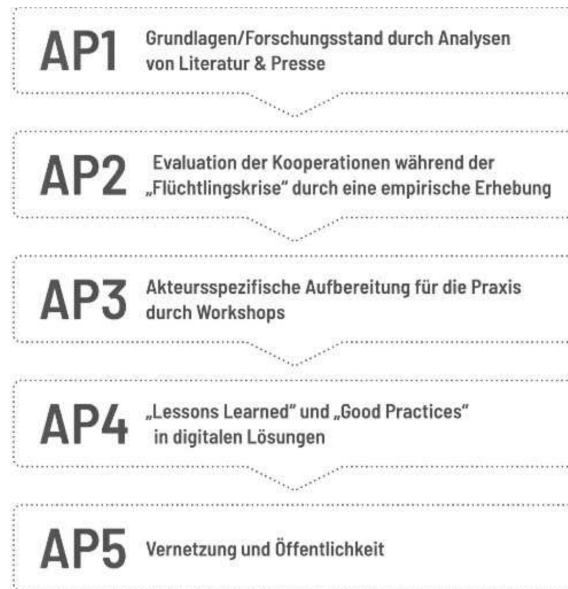 AP1
Grundlagen/Forschungsstand durch Analysen
von Literatur & Presse
AP2
Evaluation der Kooperationen während der
„Flüchtlingskrise“ durch eine empirische Erhebung
AP3
Akteursspezifische Aufbereitung für die Praxis
durch Workshops
AP4
„Lessons Learned“ und „Good Practices“
in digitalen Lösungen
AP5
Vernetzung und Öffentlichkeit